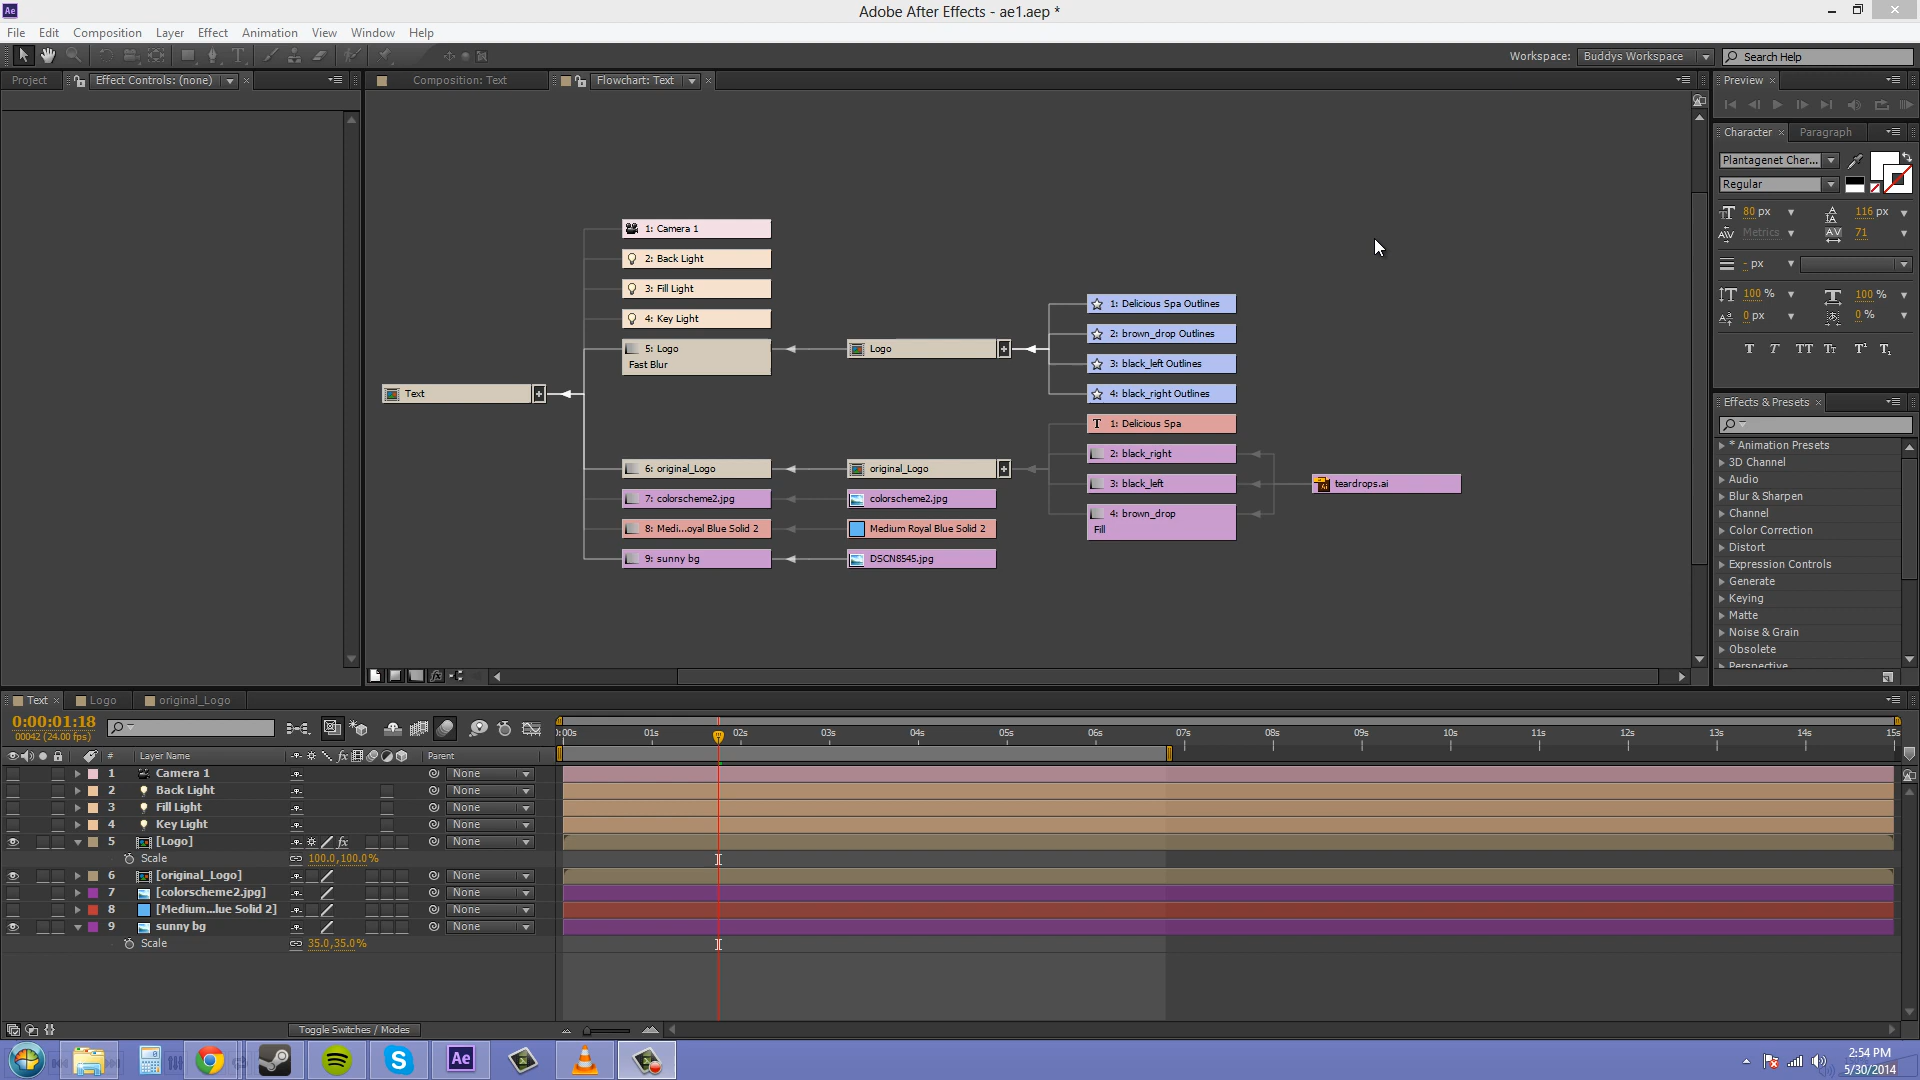 Ae
Adobe After Effects - ae1.aep *
File Edit Composition Layer Effect Animation View Window Help
Workspace: Buddys Workspace Search Help
Project Effect Controls: (none) Composition: Text Flowchart: Text Preview
Character Paragraph
Plantagenet Cher...
Regular
80 px 116 px
Metrics 71
- px
100 % 100 %
0 px 0 %
T T TT Tr T¹ T₁
Effects & Presets
* Animation Presets
3D Channel
Audio
Blur & Sharpen
Channel
Color Correction
Distort
Expression Controls
Generate
Keying
Matte
Noise & Grain
Obsolete
Perspective
Text
1: Camera 1
2: Back Light
3: Fill Light
4: Key Light
5: Logo
Fast Blur
6: original_Logo
7: colorscheme2.jpg
8: Medi...oyal Blue Solid 2
9: sunny bg
Logo
original_Logo
colorscheme2.jpg
Medium Royal Blue Solid 2
DSCN8545.jpg
1: Delicious Spa Outlines
2: brown_drop Outlines
3: black_left Outlines
4: black_right Outlines
T 1: Delicious Spa
2: black_right
3: black_left
4: brown_drop
Fill
Ai teardrops.ai
Text Logo original_Logo
0:00:01:18
00042 (24.00 fps)
):00s 01s 02s 03s 04s 05s 06s 07s 08s 09s 10s 11s 12s 13s 14s 15s
# Layer Name fx Parent
1 Camera 1 None
2 Back Light None
3 Fill Light None
4 Key Light None
5 [Logo] fx None
Scale 100.0,100.0%
6 [original_Logo] None
7 [colorscheme2.jpg] None
8 [Medium...lue Solid 2] None
9 sunny bg None
Scale 35.0,35.0%
Toggle Switches / Modes
Ae
2:54 PM
5/30/2014